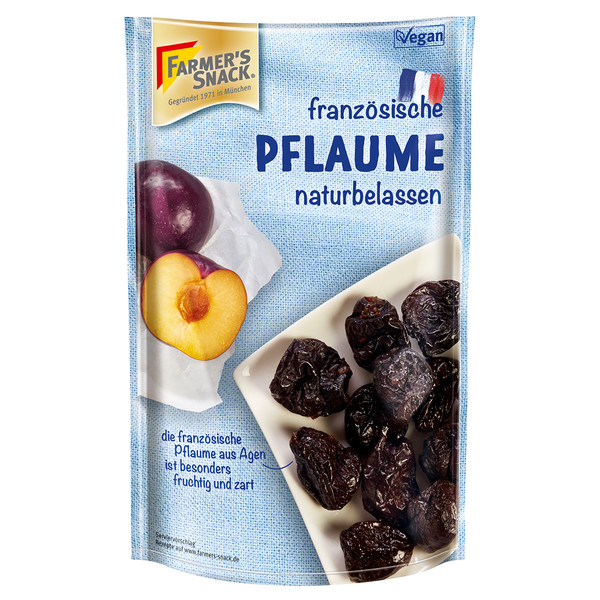 Vegan
FARMER'S
SNACK®
Gegründet 1971 in München
französische
PFLAUME
naturbelassen
die französische
Pflaume aus Agen
ist besonders
fruchtig und zart
Serviervorschlag
Rezepte auf www.farmers-snack.de